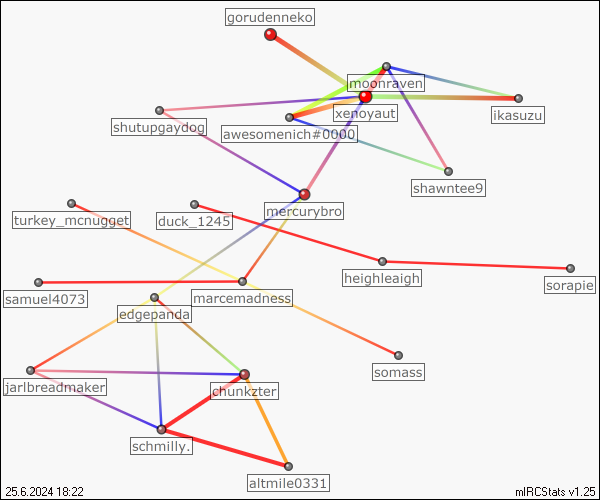 gorudenneko
moonraven
xenoyaut
ikasuzu
shutupgaydog
awesomenich#0000
shawntee9
mercurybro
turkey_mcnugget
duck_1245
heighleaigh
sorapie
samuel4073
marcemadness
edgepanda
somass
jarlbreadmaker
chunkzter
schmilly.
altmile0331
25.6.2024 18:22
mIRCStats v1.25